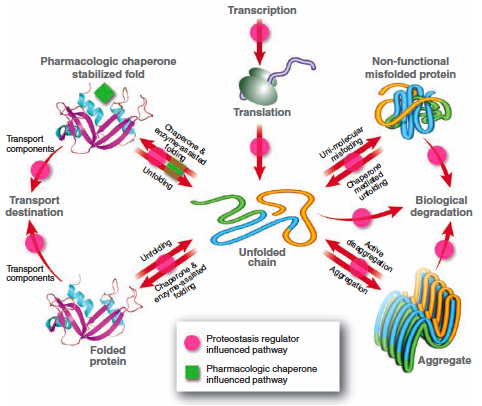 Transcription
Pharmacologic chaperone
stabilized fold
Non-functional
misfolded protein
Translation
Transport
components
Chaperone &
enzyme-assisted
folding
Unfolding
Uni-molecular
misfolding
Chaperone
mediated
unfolding
Transport
destination
Biological
degradation
Unfolded
chain
Transport
components
Unfolding
Chaperone &
enzyme-assisted
folding
Active
disaggregation
Aggregation
Folded
protein
Aggregate
Proteostasis regulator
influenced pathway
Pharmacologic chaperone
influenced pathway